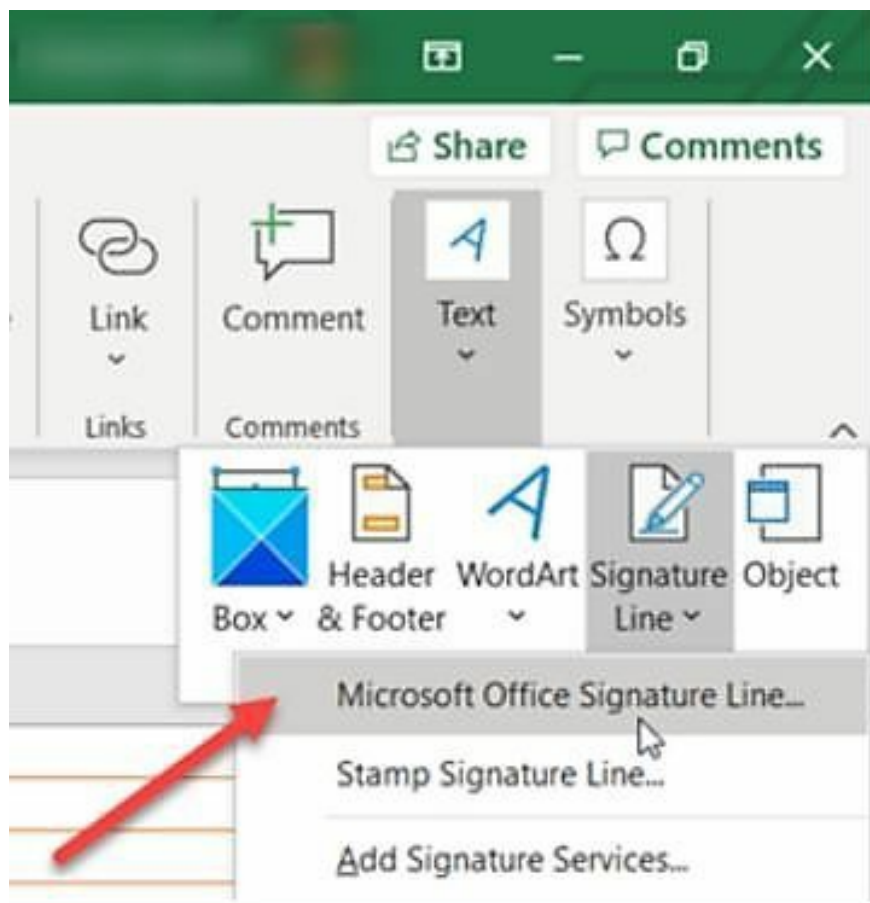 Share Comments
Link Comment Text Symbols
Links Comments
Header WordArt Signature Object
Box & Footer Line
Microsoft Office Signature Line...
Stamp Signature Line...
Add Signature Services...